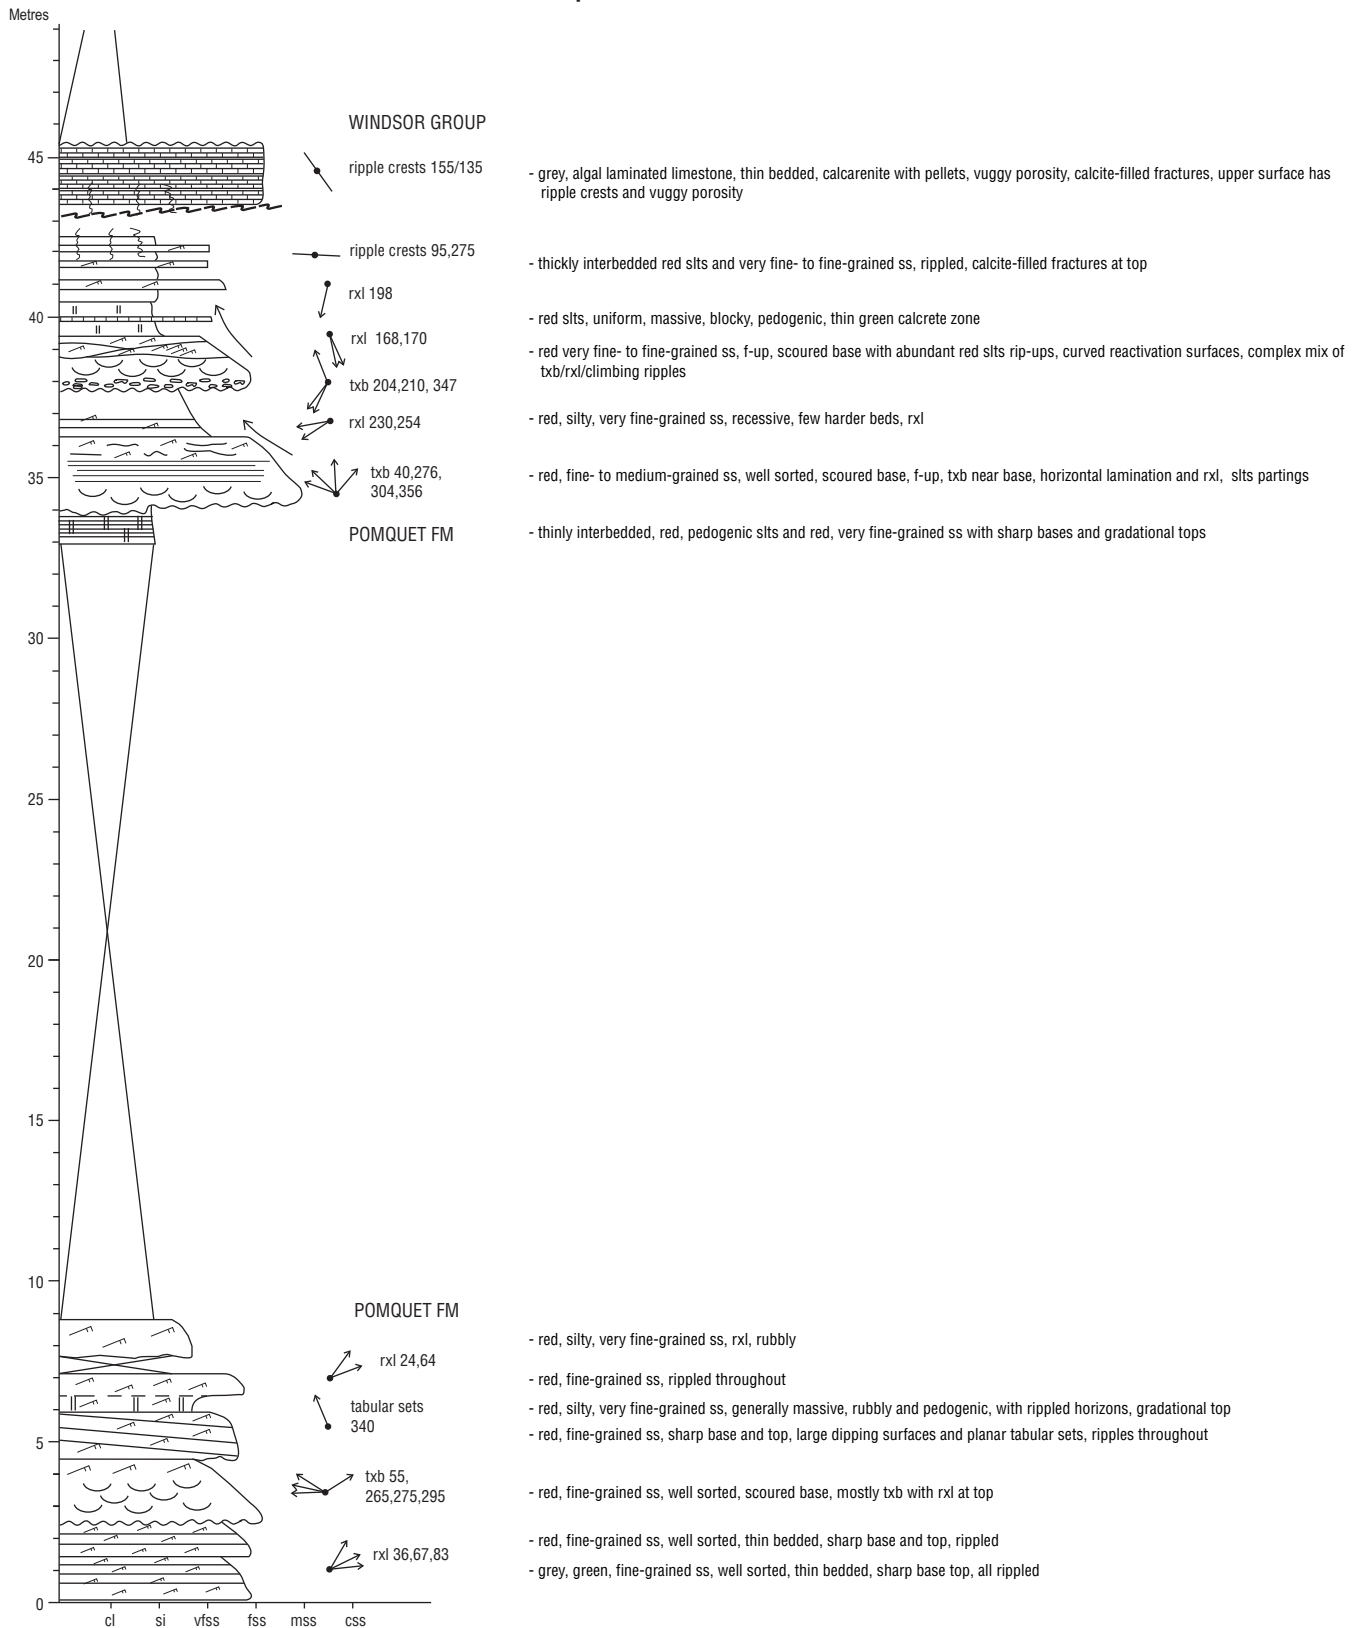 Metres
WINDSOR GROUP
45
ripple crests 155/135
- grey, algal laminated limestone, thin bedded, calcarenite with pellets, vuggy porosity, calcite-filled fractures, upper surface has
ripple crests and vuggy porosity
ripple crests 95,275
- thickly interbedded red slts and very fine- to fine-grained ss, rippled, calcite-filled fractures at top
rxl 198
40
- red slts, uniform, massive, blocky, pedogenic, thin green calcrete zone
rxl 168,170
- red very fine- to fine-grained ss, f-up, scoured base with abundant red slts rip-ups, curved reactivation surfaces, complex mix of
txb/rxl/climbing ripples
txb 204,210, 347
rxl 230,254
- red, silty, very fine-grained ss, recessive, few harder beds, rxl
35
txb 40,276,
304,356
- red, fine- to medium-grained ss, well sorted, scoured base, f-up, txb near base, horizontal lamination and rxl, slts partings
POMQUET FM
- thinly interbedded, red, pedogenic slts and red, very fine-grained ss with sharp bases and gradational tops
30
25
20
15
10
POMQUET FM
- red, silty, very fine-grained ss, rxl, rubbly
rxl 24,64
- red, fine-grained ss, rippled throughout
tabular sets
340
- red, silty, very fine-grained ss, generally massive, rubbly and pedogenic, with rippled horizons, gradational top
- red, fine-grained ss, sharp base and top, large dipping surfaces and planar tabular sets, ripples throughout
5
txb 55,
265,275,295
- red, fine-grained ss, well sorted, scoured base, mostly txb with rxl at top
- red, fine-grained ss, well sorted, thin bedded, sharp base and top, rippled
rxl 36,67,83
- grey, green, fine-grained ss, well sorted, thin bedded, sharp base top, all rippled
0
cl si vfss fss mss css